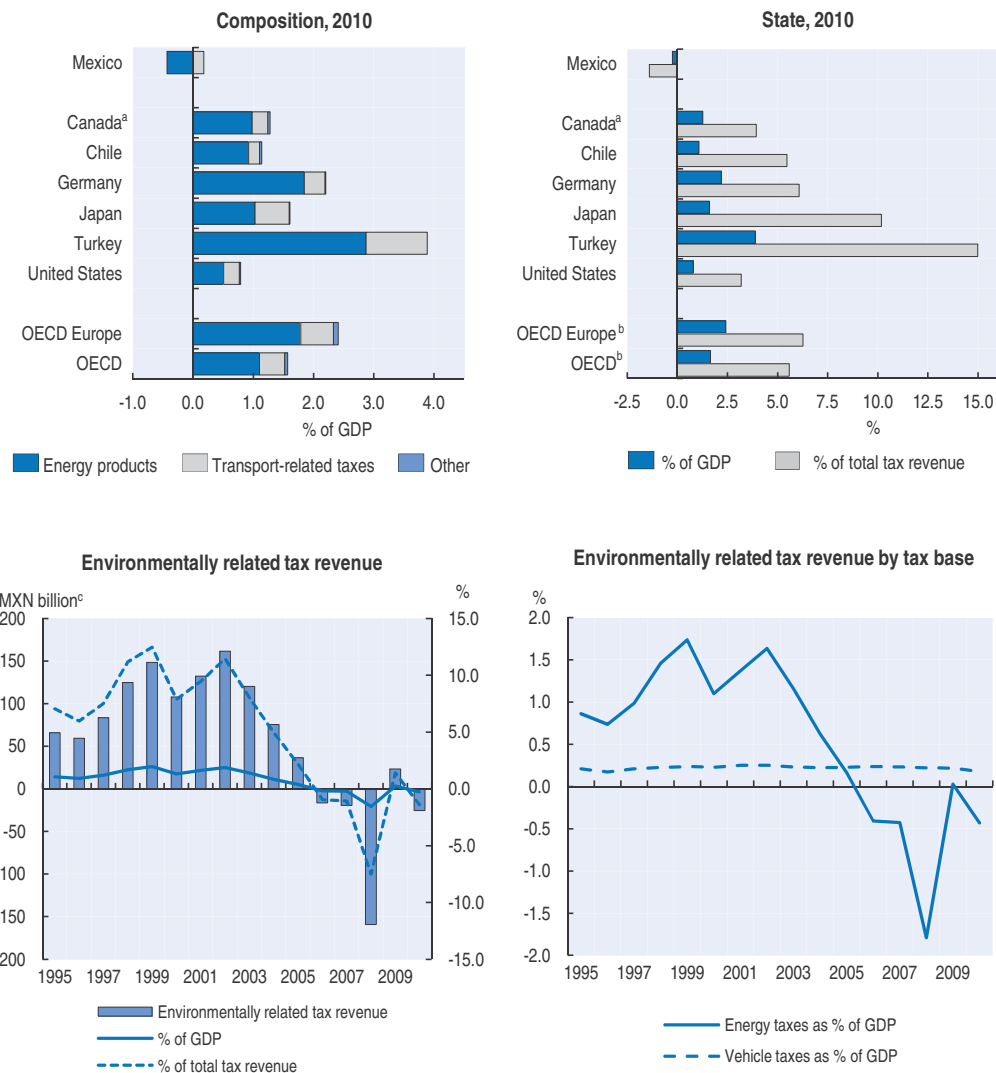 Composition, 2010
Mexico
Canadaᵃ
Chile
Germany
Japan
Turkey
United States
OECD Europe
OECD
-1.0 0.0 1.0 2.0 3.0 4.0
% of GDP
Energy products Transport-related taxes Other
State, 2010
Mexico
Canadaᵃ
Chile
Germany
Japan
Turkey
United States
OECD Europeᵇ
OECDᵇ
-2.5 0.0 2.5 5.0 7.5 10.0 12.5 15.0
%
% of GDP % of total tax revenue
Environmentally related tax revenue
MXN billionᶜ %
200 15.0
150 10.0
100
50 5.0
0 0.0
-50 -5.0
100
150 -10.0
200 -15.0
1995 1997 1999 2001 2003 2005 2007 2009
Environmentally related tax revenue
% of GDP
% of total tax revenue
Environmentally related tax revenue by tax base
%
2.0
1.5
1.0
0.5
0.0
-0.5
-1.0
-1.5
-2.0
1995 1997 1999 2001 2003 2005 2007 2009
Energy taxes as % of GDP
Vehicle taxes as % of GDP